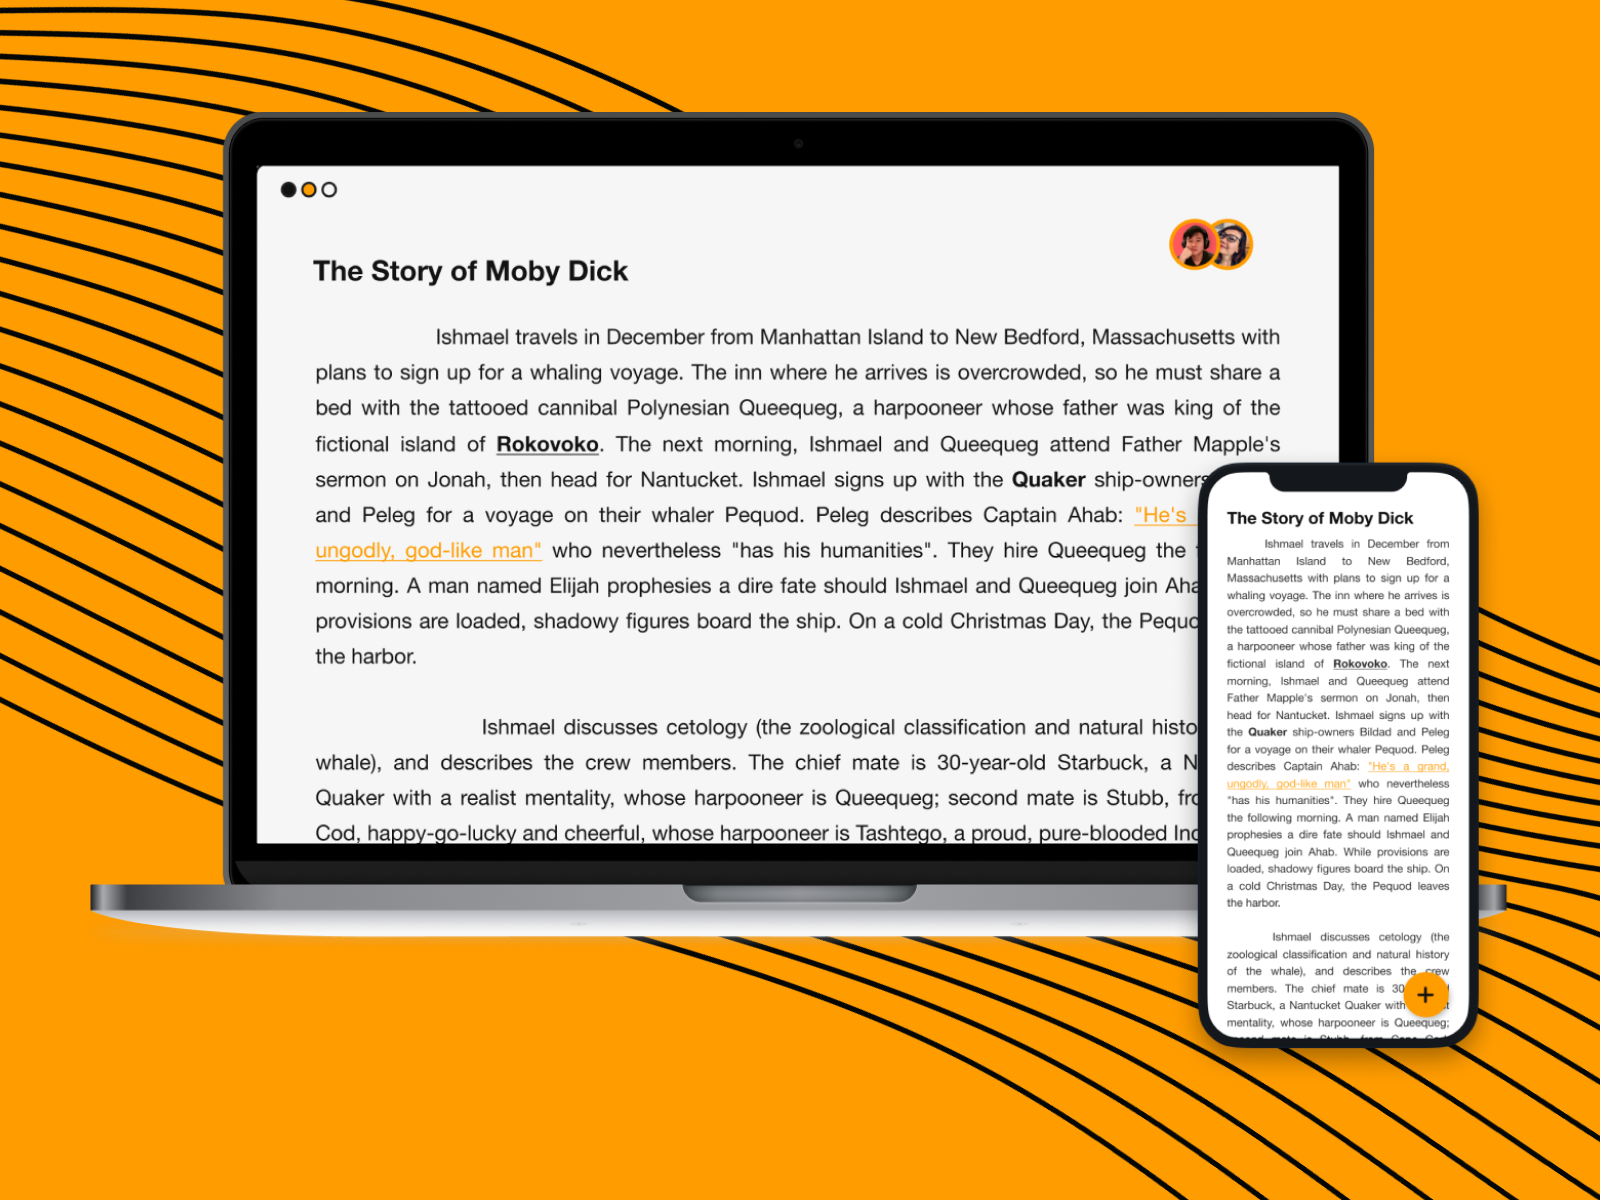 The Story of Moby Dick
Ishmael travels in December from Manhattan Island to New Bedford, Massachusetts with
plans to sign up for a whaling voyage. The inn where he arrives is overcrowded, so he must share a
bed with the tattooed cannibal Polynesian Queequeg, a harpooneer whose father was king of the
fictional island of Rokovoko. The next morning, Ishmael and Queequeg attend Father Mapple's
sermon on Jonah, then head for Nantucket. Ishmael signs up with the Quaker ship-owners
and Peleg for a voyage on their whaler Pequod. Peleg describes Captain Ahab: "He's
ungodly, god-like man" who nevertheless "has his humanities". They hire Queequeg the
morning. A man named Elijah prophesies a dire fate should Ishmael and Queequeg join Aha
provisions are loaded, shadowy figures board the ship. On a cold Christmas Day, the Pequo
the harbor.
Ishmael discusses cetology (the zoological classification and natural histo
whale), and describes the crew members. The chief mate is 30-year-old Starbuck, a N
Quaker with a realist mentality, whose harpooneer is Queequeg; second mate is Stubb, fro
Cod, happy-go-lucky and cheerful, whose harpooneer is Tashtego, a proud, pure-blooded Ind
The Story of Moby Dick
Ishmael travels in December from
Manhattan Island to New Bedford,
Massachusetts with plans to sign up for a
whaling voyage. The inn where he arrives is
overcrowded, so he must share a bed with
the tattooed cannibal Polynesian Queequeg,
a harpooneer whose father was king of the
fictional island of Rokovoko. The next
morning, Ishmael and Queequeg attend
Father Mapple's sermon on Jonah, then
head for Nantucket. Ishmael signs up with
the Quaker ship-owners Bildad and Peleg
for a voyage on their whaler Pequod. Peleg
describes Captain Ahab: "He's a grand,
ungodly, god-like man" who nevertheless
"has his humanities". They hire Queequeg
the following morning. A man named Elijah
prophesies a dire fate should Ishmael and
Queequeg join Ahab. While provisions are
loaded, shadowy figures board the ship. On
a cold Christmas Day, the Pequod leaves
the harbor.
Ishmael discusses cetology (the
zoological classification and natural history
of the whale), and describes the crew
members. The chief mate is 30
Starbuck, a Nantucket Quaker with
mentality, whose harpooneer is Queequeg;
second mate is Stubb, from Cape Cod,